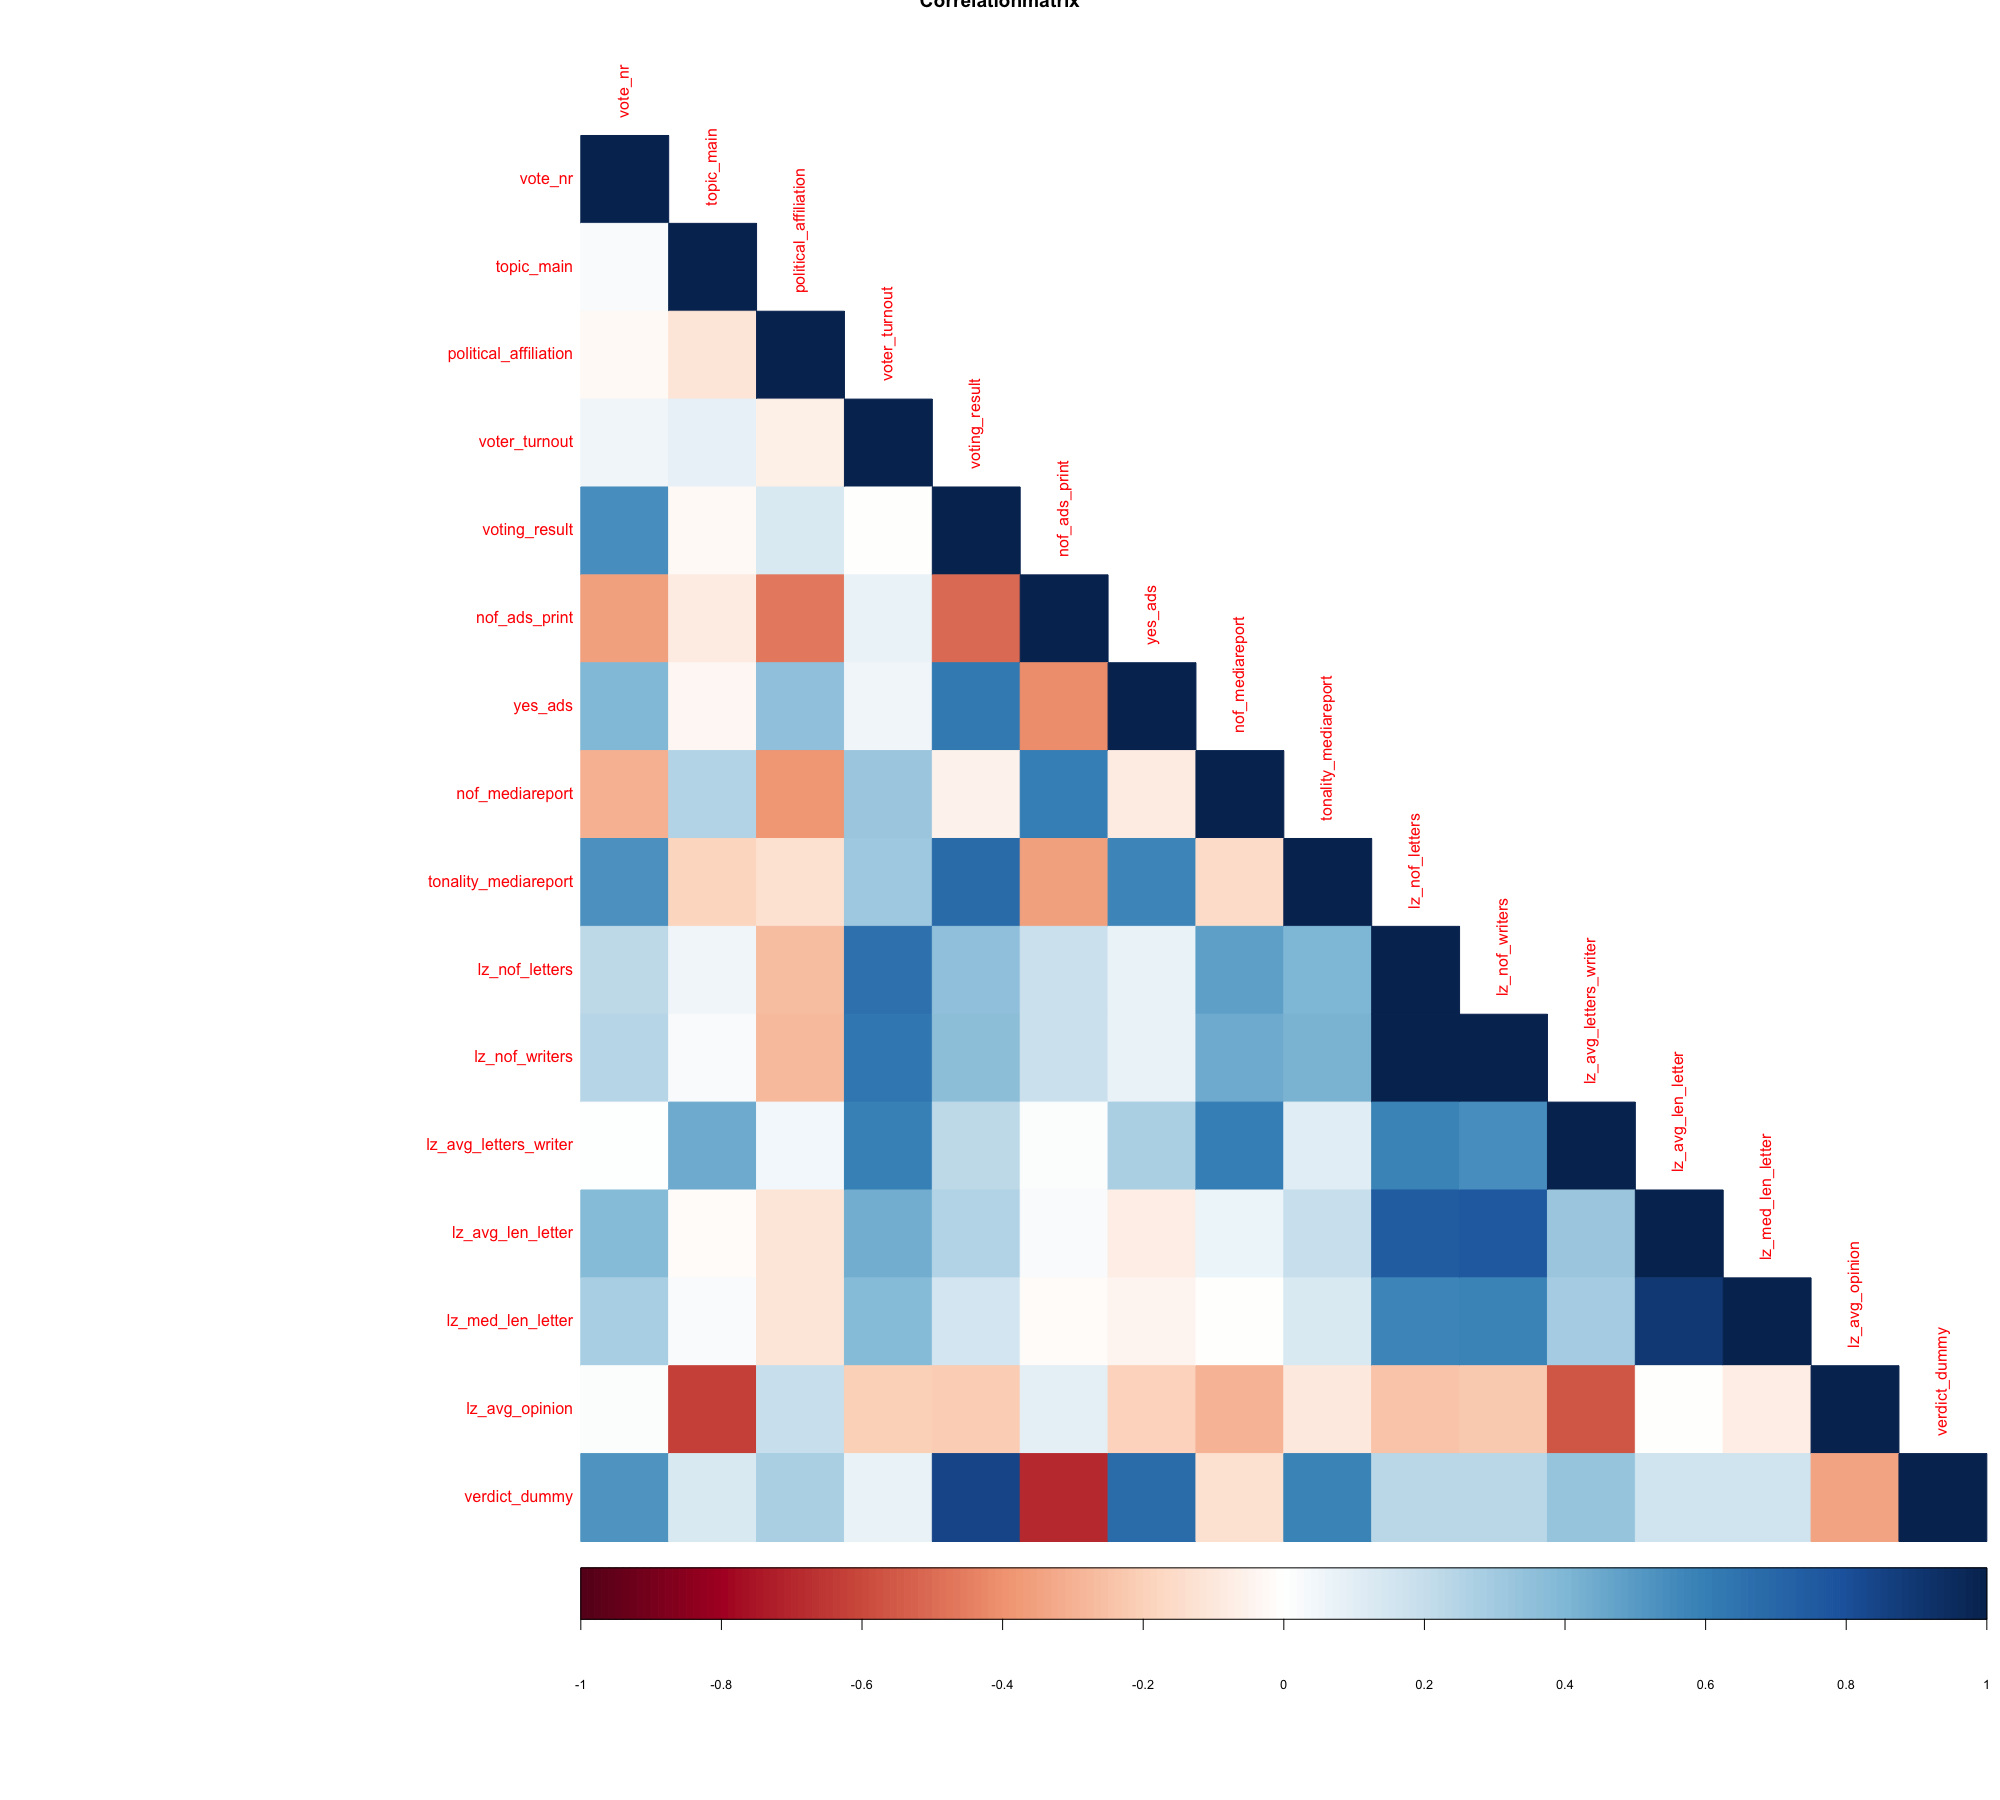 Correlationmatrix
vote_nr
topic_main
political_affiliation
voter_turnout
voting_result
nof_ads_print
yes_ads
nof_mediareport
tonality_mediareport
lz_nof_letters
lz_nof_writers
lz_avg_letters_writer
lz_avg_len_letter
lz_med_len_letter
lz_avg_opinion
verdict_dummy
vote_nr
topic_main
political_affiliation
voter_turnout
voting_result
nof_ads_print
yes_ads
nof_mediareport
tonality_mediareport
lz_nof_letters
lz_nof_writers
lz_avg_letters_writer
lz_avg_len_letter
lz_med_len_letter
lz_avg_opinion
verdict_dummy
-1 -0.8 -0.6 -0.4 -0.2 0 0.2 0.4 0.6 0.8 1